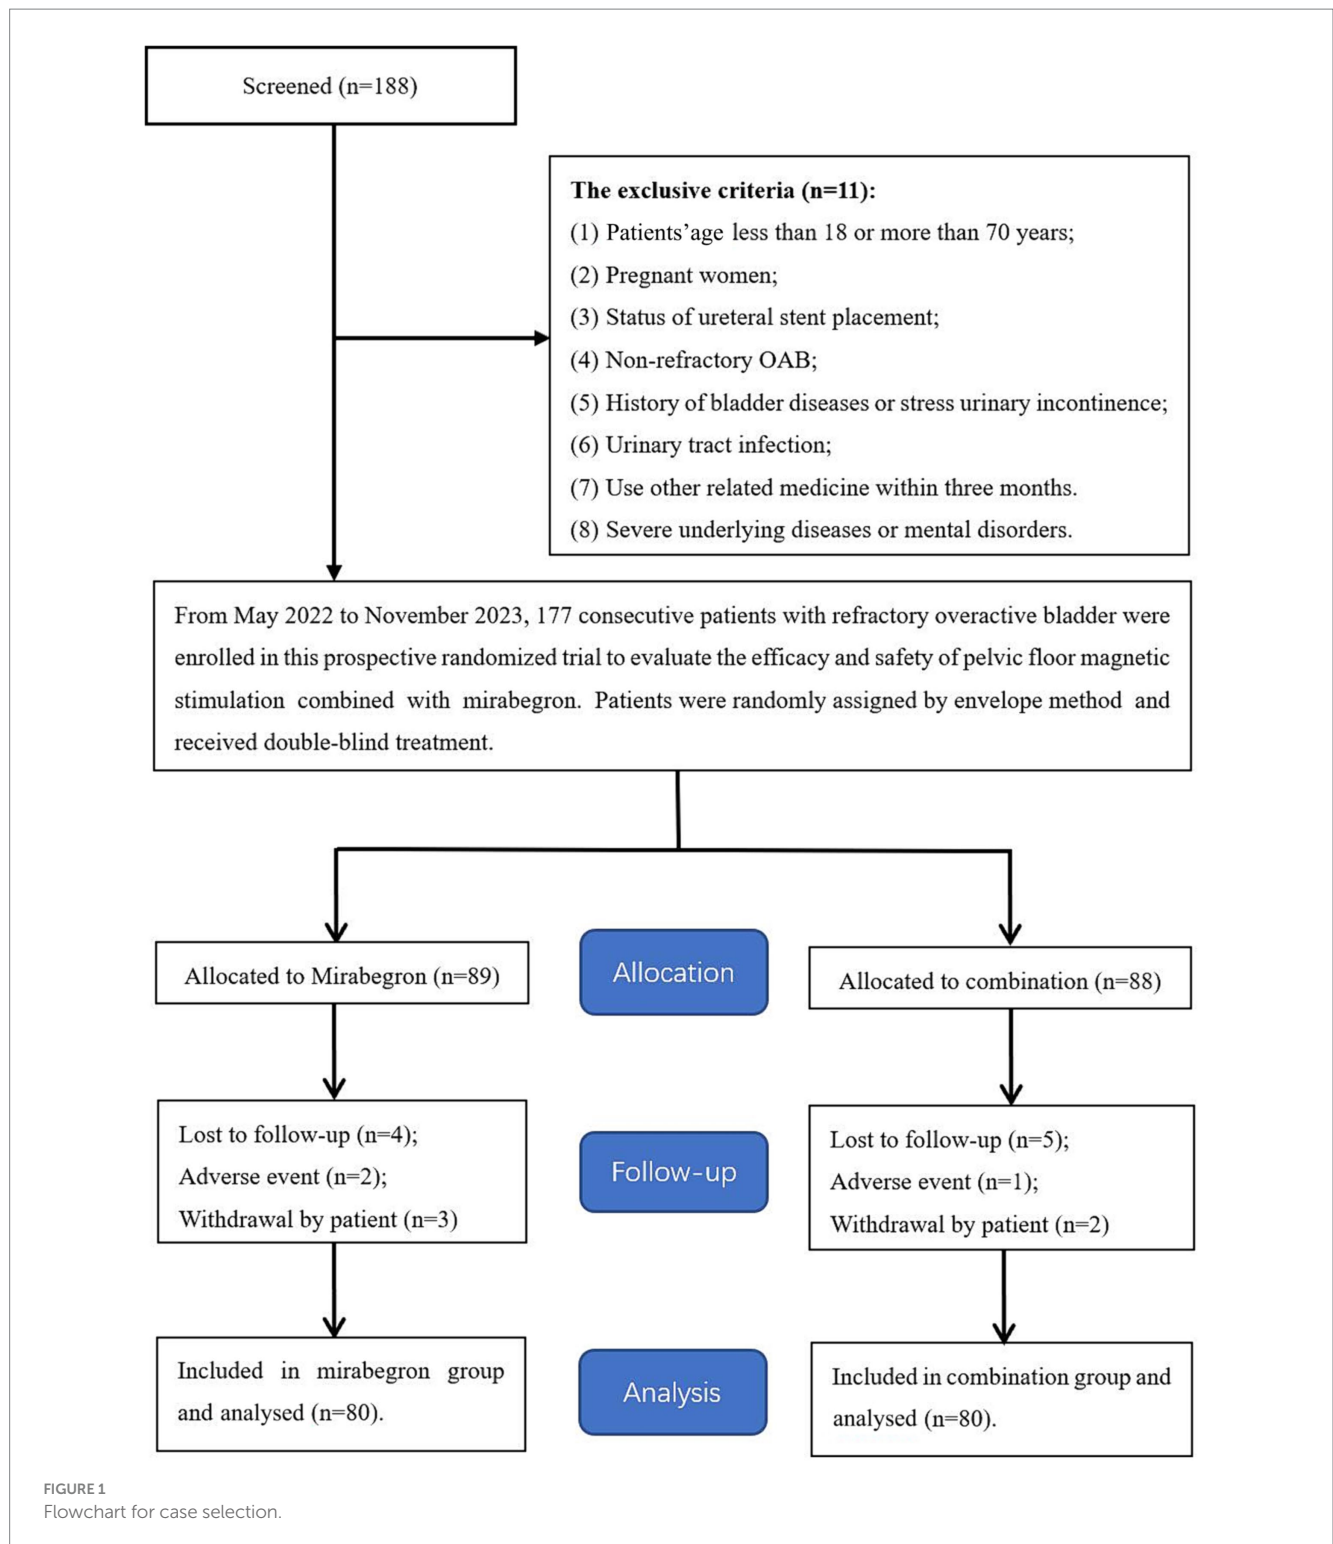 Screened (n=188)
The exclusive criteria (n=11):
(1) Patients’age less than 18 or more than 70 years;
(2) Pregnant women;
(3) Status of ureteral stent placement;
(4) Non-refractory OAB;
(5) History of bladder diseases or stress urinary incontinence;
(6) Urinary tract infection;
(7) Use other related medicine within three months.
(8) Severe underlying diseases or mental disorders.
From May 2022 to November 2023, 177 consecutive patients with refractory overactive bladder were
enrolled in this prospective randomized trial to evaluate the efficacy and safety of pelvic floor magnetic
stimulation combined with mirabegron. Patients were randomly assigned by envelope method and
received double-blind treatment.
Allocated to Mirabegron (n=89)
Allocation
Allocated to combination (n=88)
Lost to follow-up (n=4);
Adverse event (n=2);
Withdrawal by patient (n=3)
Follow-up
Lost to follow-up (n=5);
Adverse event (n=1);
Withdrawal by patient (n=2)
Included in mirabegron group
and analysed (n=80).
Analysis
Included in combination group and
analysed (n=80).
FIGURE 1
Flowchart for case selection.